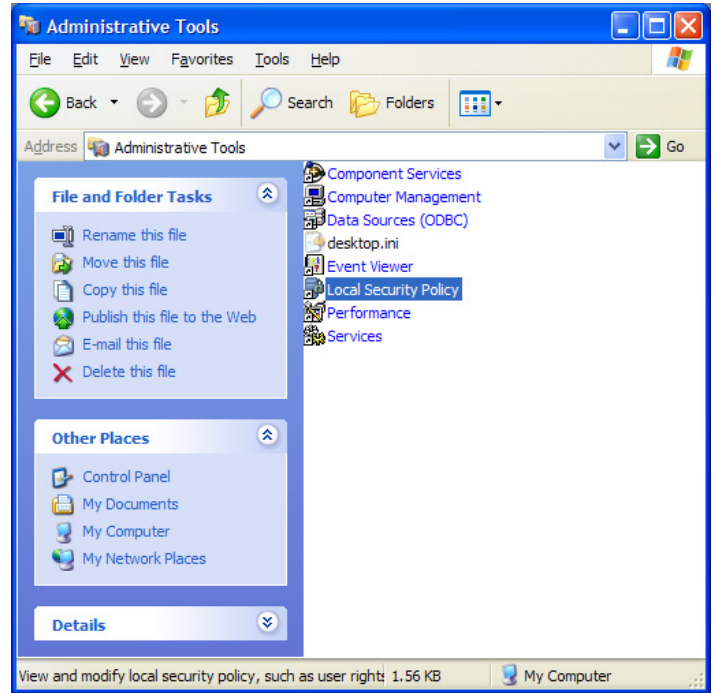 Administrative Tools
File Edit View Favorites Tools Help
Back Search Folders
Address Administrative Tools Go
File and Folder Tasks
Rename this file
Move this file
Copy this file
Publish this file to the Web
E-mail this file
Delete this file
Other Places
Control Panel
My Documents
My Computer
My Network Places
Details
Component Services
Computer Management
Data Sources (ODBC)
desktop.ini
Event Viewer
Local Security Policy
Performance
Services
View and modify local security policy, such as user rights 1.56 KB My Computer